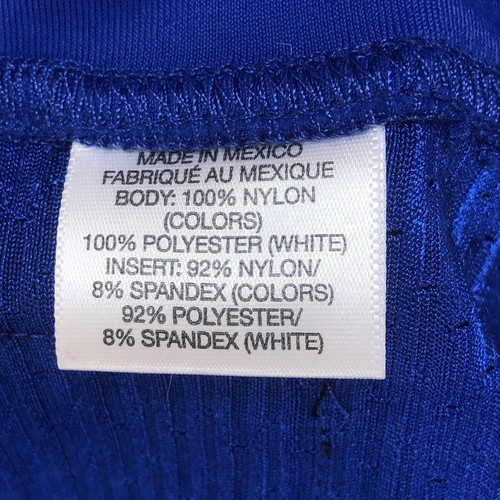 MADE IN MEXICO
FABRIQUÉ AU MEXIQUE
BODY: 100% NYLON
(COLORS)
100% POLYESTER (WHITE)
INSERT: 92% NYLON/
8% SPANDEX (COLORS)
92% POLYESTER/
8% SPANDEX (WHITE)